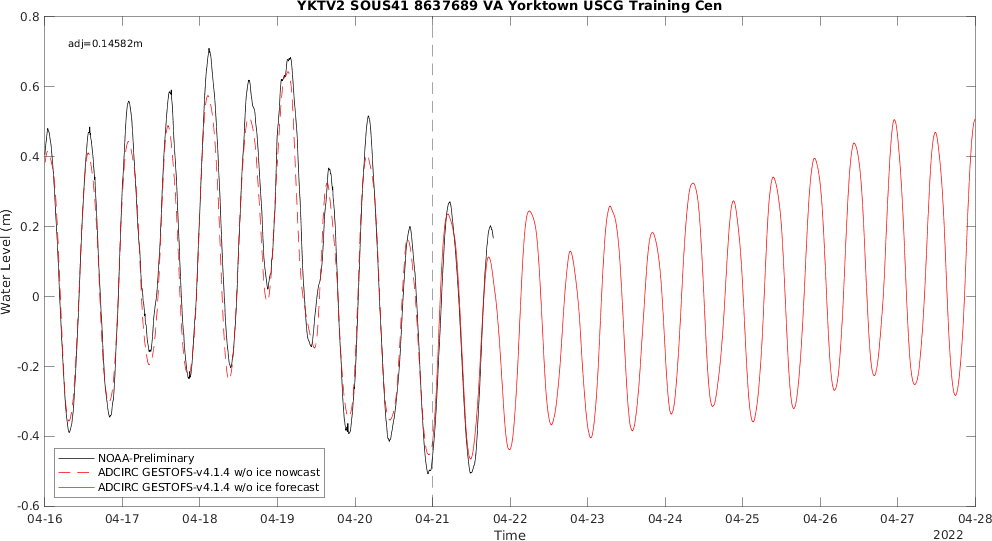 YKTV2 SOUS41 8637689 VA Yorktown USCG Training Cen
adj=0.14582m
Water Level (m)
0.8
0.6
0.4
0.2
0
-0.2
-0.4
-0.6
NOAA-Preliminary
ADCIRC GESTOFS-v4.1.4 w/o ice nowcast
ADCIRC GESTOFS-v4.1.4 w/o ice forecast
04-16 04-17 04-18 04-19 04-20 04-21 04-22 04-23 04-24 04-25 04-26 04-27 04-28
Time
2022